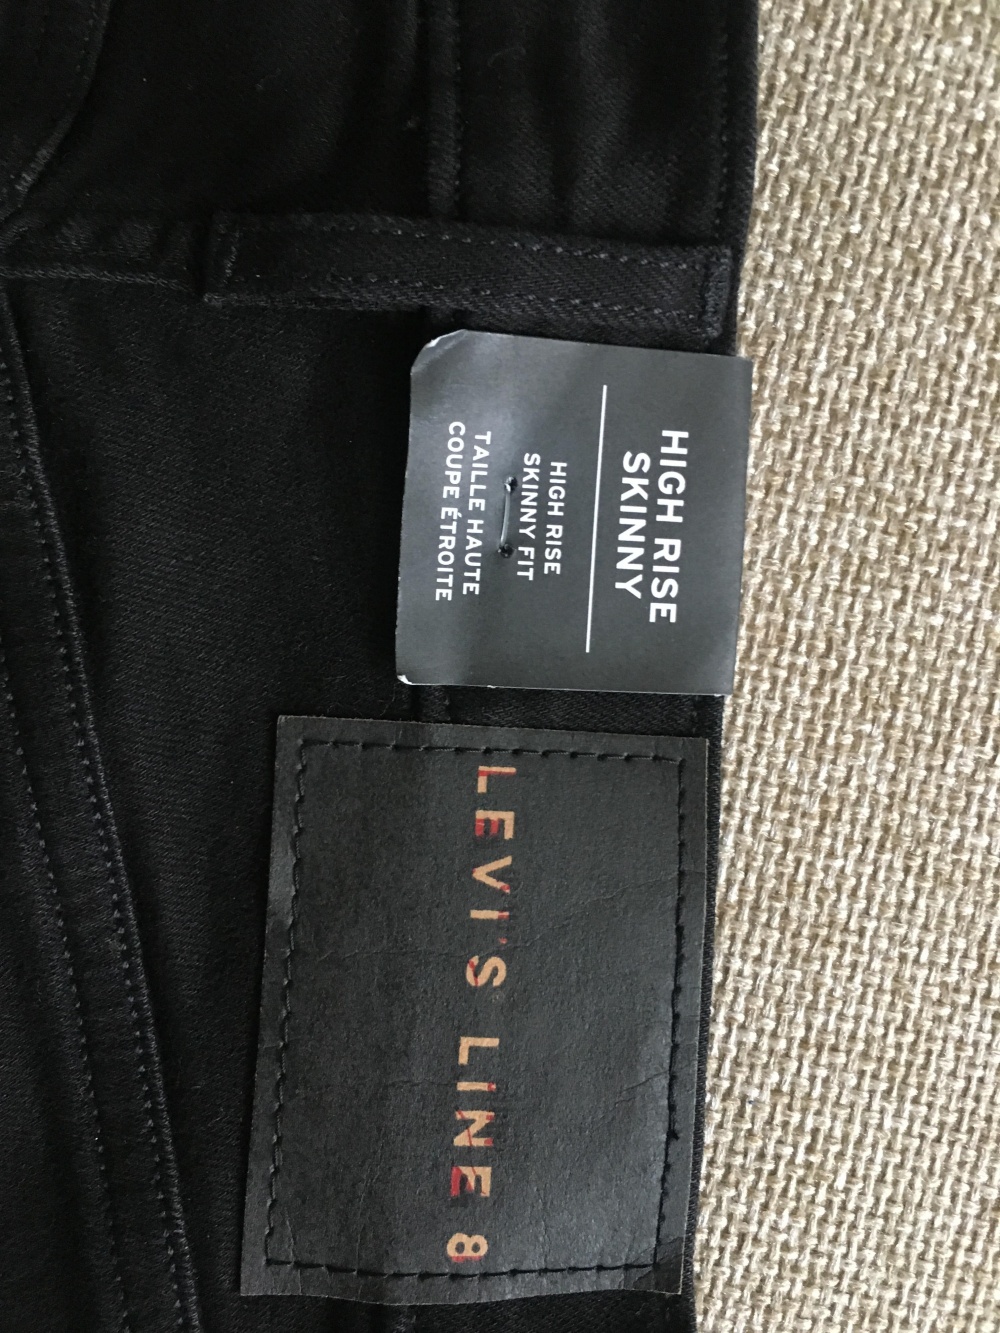 HIGH RISE
SKINNY
HIGH RISE
SKINNY FIT
TAILLE HAUTE
COUPE ÉTROITE
LEVI'S LINE 8